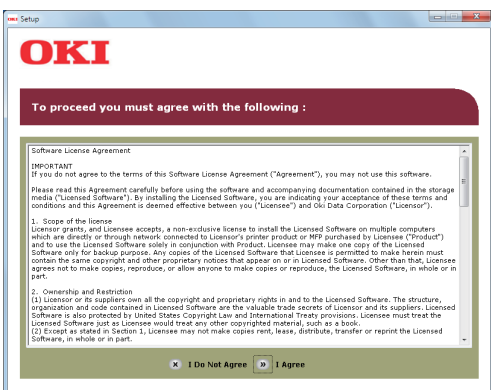 OKI Setup
OKI
To proceed you must agree with the following :
Software License Agreement
IMPORTANT
If you do not agree to the terms of this Software License Agreement ("Agreement"), you may not use this software.
Please read this Agreement carefully before using the software and accompanying documentation contained in the storage
media ("Licensed Software"). By installing the Licensed Software, you are indicating your acceptance of these terms and
conditions and this Agreement is deemed effective between you ("Licensee") and Oki Data Corporation ("Licensor").
1. Scope of the license
Licensor grants, and Licensee accepts, a non-exclusive license to install the Licensed Software on multiple computers
which are directly or through network connected to Licensor's printer product or MFP purchased by Licensee ("Product")
and to use the Licensed Software solely in conjunction with Product. Licensee may make one copy of the Licensed
Software only for backup purpose. Any copies of the Licensed Software that Licensee is permitted to make herein must
contain the same copyright and other proprietary notices that appear on or in Licensed Software. Other than that, Licensee
agrees not to make copies, reproduce, or allow anyone to make copies or reproduce, the Licensed Software, in whole or in
part.
2. Ownership and Restriction
(1) Licensor or its suppliers own all the copyright and proprietary rights in and to the Licensed Software. The structure,
organization and code contained in Licensed Software are the valuable trade secrets of Licensor and its suppliers. Licensed
Software is also protected by United States Copyright Law and International Treaty provisions. Licensee must treat the
Licensed Software just as Licensee would treat any other copyrighted material, such as a book.
(2) Except as stated in Section 1, Licensee may not make copies rent, lease, distribute, transfer or reprint the Licensed
Software, in whole or in part.
I Do Not Agree I Agree